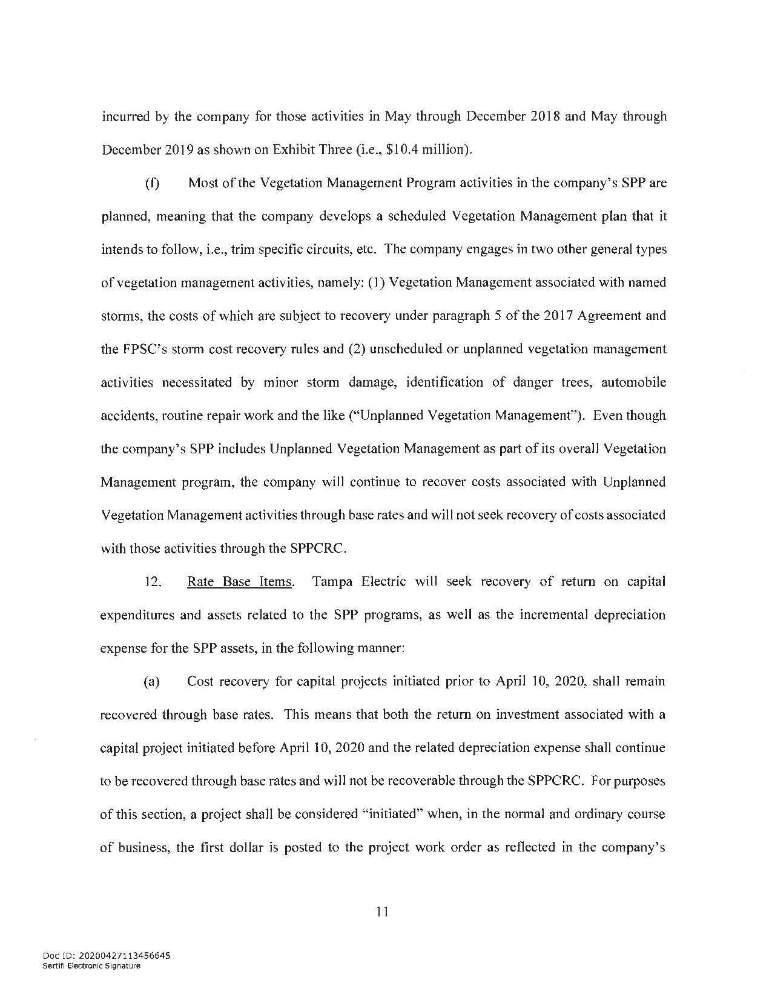 incurred by the company for those activities in May through December 2018 and May through
December 2019 as shown on Exhibit Three (i.e., $10.4 million).
(f) Most of the Vegetation Management Program activities in the company's SPP are
planned, meaning that the company develops a scheduled Vegetation Management plan that it
intends to follow, i.e., trim specific circuits, etc. The company engages in two other general types
of vegetation management activities, namely: (1) Vegetation Management associated with named
storms, the costs of which are subject to recovery under paragraph 5 of the 2017 Agreement and
the FPSC's storm cost recovery rules and (2) unscheduled or unplanned vegetation management
activities necessitated by minor storm damage, identification of danger trees, automobile
accidents, routine repair work and the like (“Unplanned Vegetation Management”). Even though
the company's SPP includes Unplanned Vegetation Management as part of its overall Vegetation
Management program, the company will continue to recover costs associated with Unplanned
Vegetation Management activities through base rates and will not seek recovery of costs associated
with those activities through the SPPCRC.
12. Rate Base Items. Tampa Electric will seek recovery of return on capital
expenditures and assets related to the SPP programs, as well as the incremental depreciation
expense for the SPP assets, in the following manner:
(a) Cost recovery for capital projects initiated prior to April 10, 2020, shall remain
recovered through base rates. This means that both the return on investment associated with a
capital project initiated before April 10, 2020 and the related depreciation expense shall continue
to be recovered through base rates and will not be recoverable through the SPPCRC. For purposes
of this section, a project shall be considered “initiated” when, in the normal and ordinary course
of business, the first dollar is posted to the project work order as reflected in the company's
11
Doc ID: 20200427113456645
Sertifi Electronic Signature